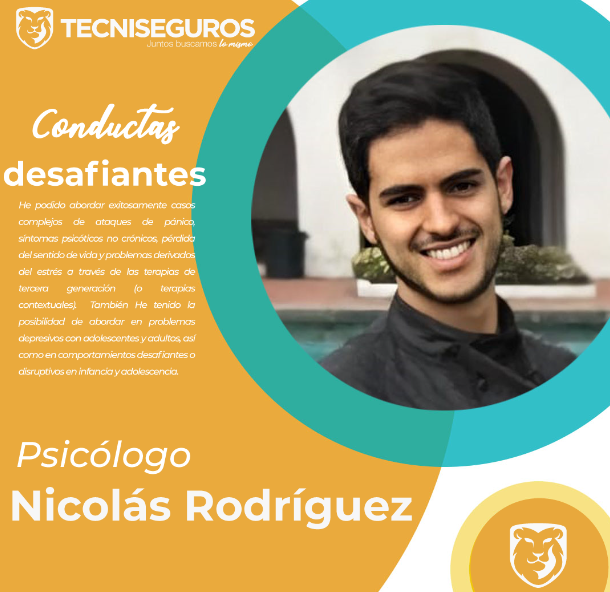 TECNISEGUROS
Juntos buscamos lo mismo
Conductas
desafiantes
He podido abordar exitosamente casos
complejos de ataques de pánico,
síntomas psicóticos no crónicos, pérdida
del sentido de vida y problemas derivados
del estrés a través de las terapias de
tercera generación (o terapias
contextuales). También He tenido la
posibilidad de abordar en problemas
depresivos con adolescentes y adultos, así
como en comportamientos desafiantes o
disruptivos en infancia y adolescencia.
Psicólogo
Nicolás Rodríguez